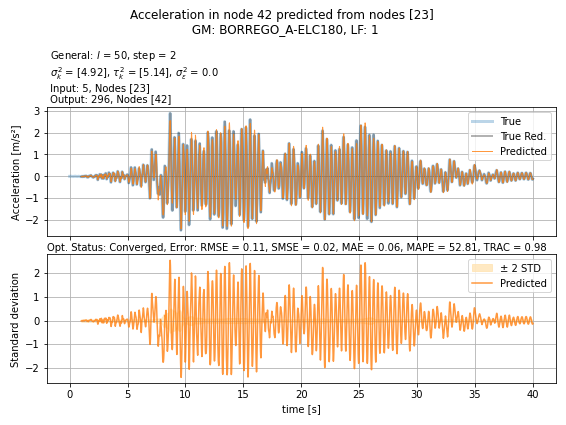 Acceleration in node 42 predicted from nodes [23]
GM: BORREGO_A-ELC180, LF: 1
General: l = 50, step = 2
σ²ₖ = [4.92], τ²ₖ = [5.14], σ²ε = 0.0
Input: 5, Nodes [23]
Output: 296, Nodes [42]
Acceleration [m/s²]
3
2
1
0
−1
−2
True
True Red.
Predicted
Opt. Status: Converged, Error: RMSE = 0.11, SMSE = 0.02, MAE = 0.06, MAPE = 52.81, TRAC = 0.98
Standard deviation
2
1
0
−1
−2
± 2 STD
Predicted
0 5 10 15 20 25 30 35 40
time [s]